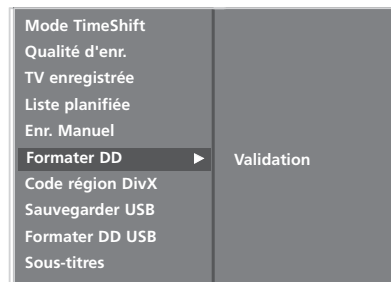 Mode TimeShift
Qualité d'enr.
TV enregistrée
Liste planifiée
Enr. Manuel
Formater DD ▶ Validation
Code région DivX
Sauvegarder USB
Formater DD USB
Sous-titres